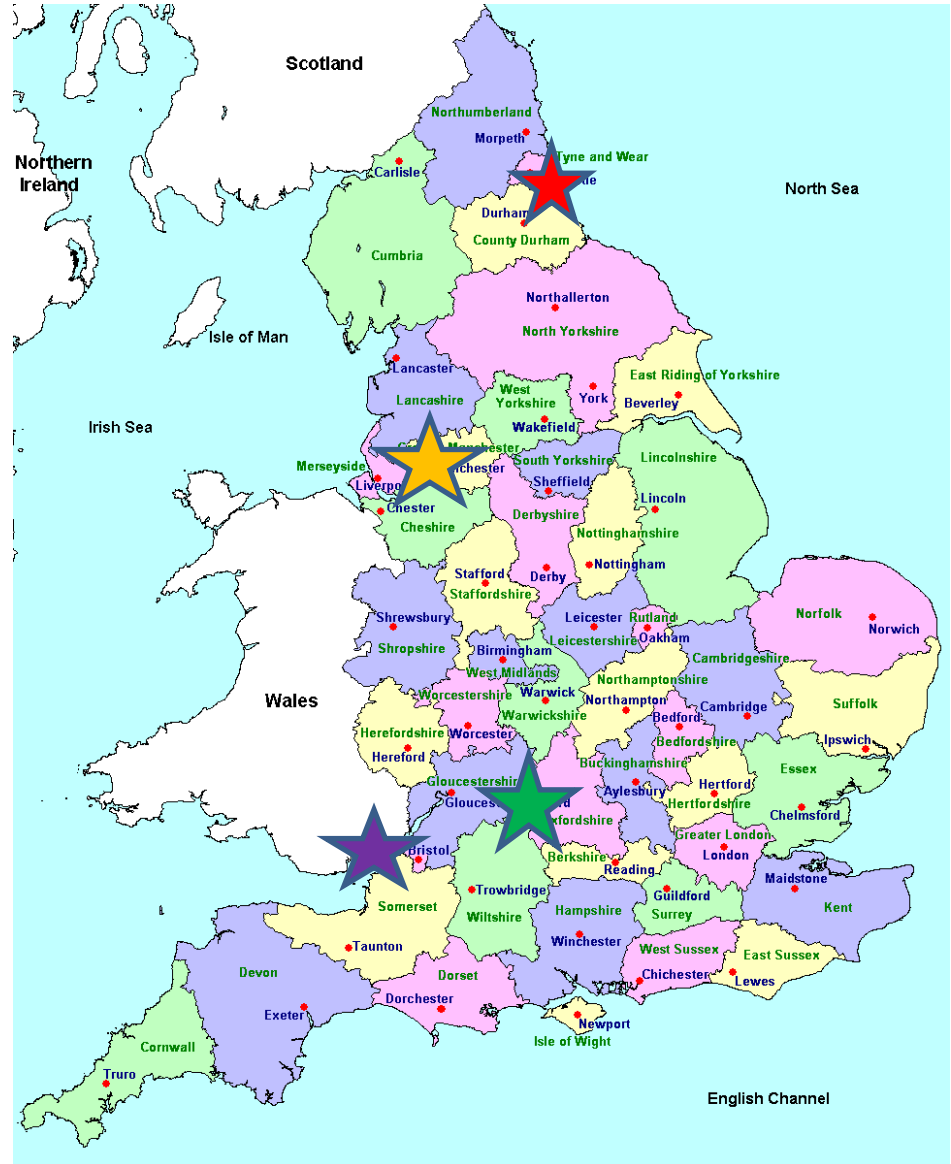 Scotland
Northumberland
Morpeth
Northern
Ireland
Carlisle
Tyne and Wear
North Sea
Durham
County Durham
Cumbria
Northallerton
North Yorkshire
Isle of Man
Lancaster
East Riding of Yorkshire
West
Yorkshire
York
Lancashire
Beverley
Irish Sea
Wakefield
Lincolnshire
South Yorkshire
Merseyside
Sheffield
Lincoln
Chester
Derbyshire
Cheshire
Nottinghamshire
Nottingham
Stafford
Derby
Staffordshire
Norfolk
Shrewsbury
Leicester
Rutland
Norwich
Oakham
Leicestershire
Shropshire
Birmingham
Cambridgeshire
West Midlands
Northamptonshire
Worcestershire
Warwick
Wales
Northampton
Suffolk
Cambridge
Warwickshire
Bedford
Herefordshire
Worcester
Bedfordshire
Ipswich
Hereford
Buckinghamshire
Essex
Gloucestershire
Aylesbury
Hertford
Hertfordshire
Chelmsford
Greater London
Bristol
London
Berkshire
Reading
Maidstone
Trowbridge
Guildford
Somerset
Kent
Wiltshire
Hampshire
Surrey
Winchester
West Sussex
Taunton
East Sussex
Devon
Dorset
Chichester
Lewes
Dorchester
Exeter
Newport
Isle of Wight
Cornwall
Truro
English Channel